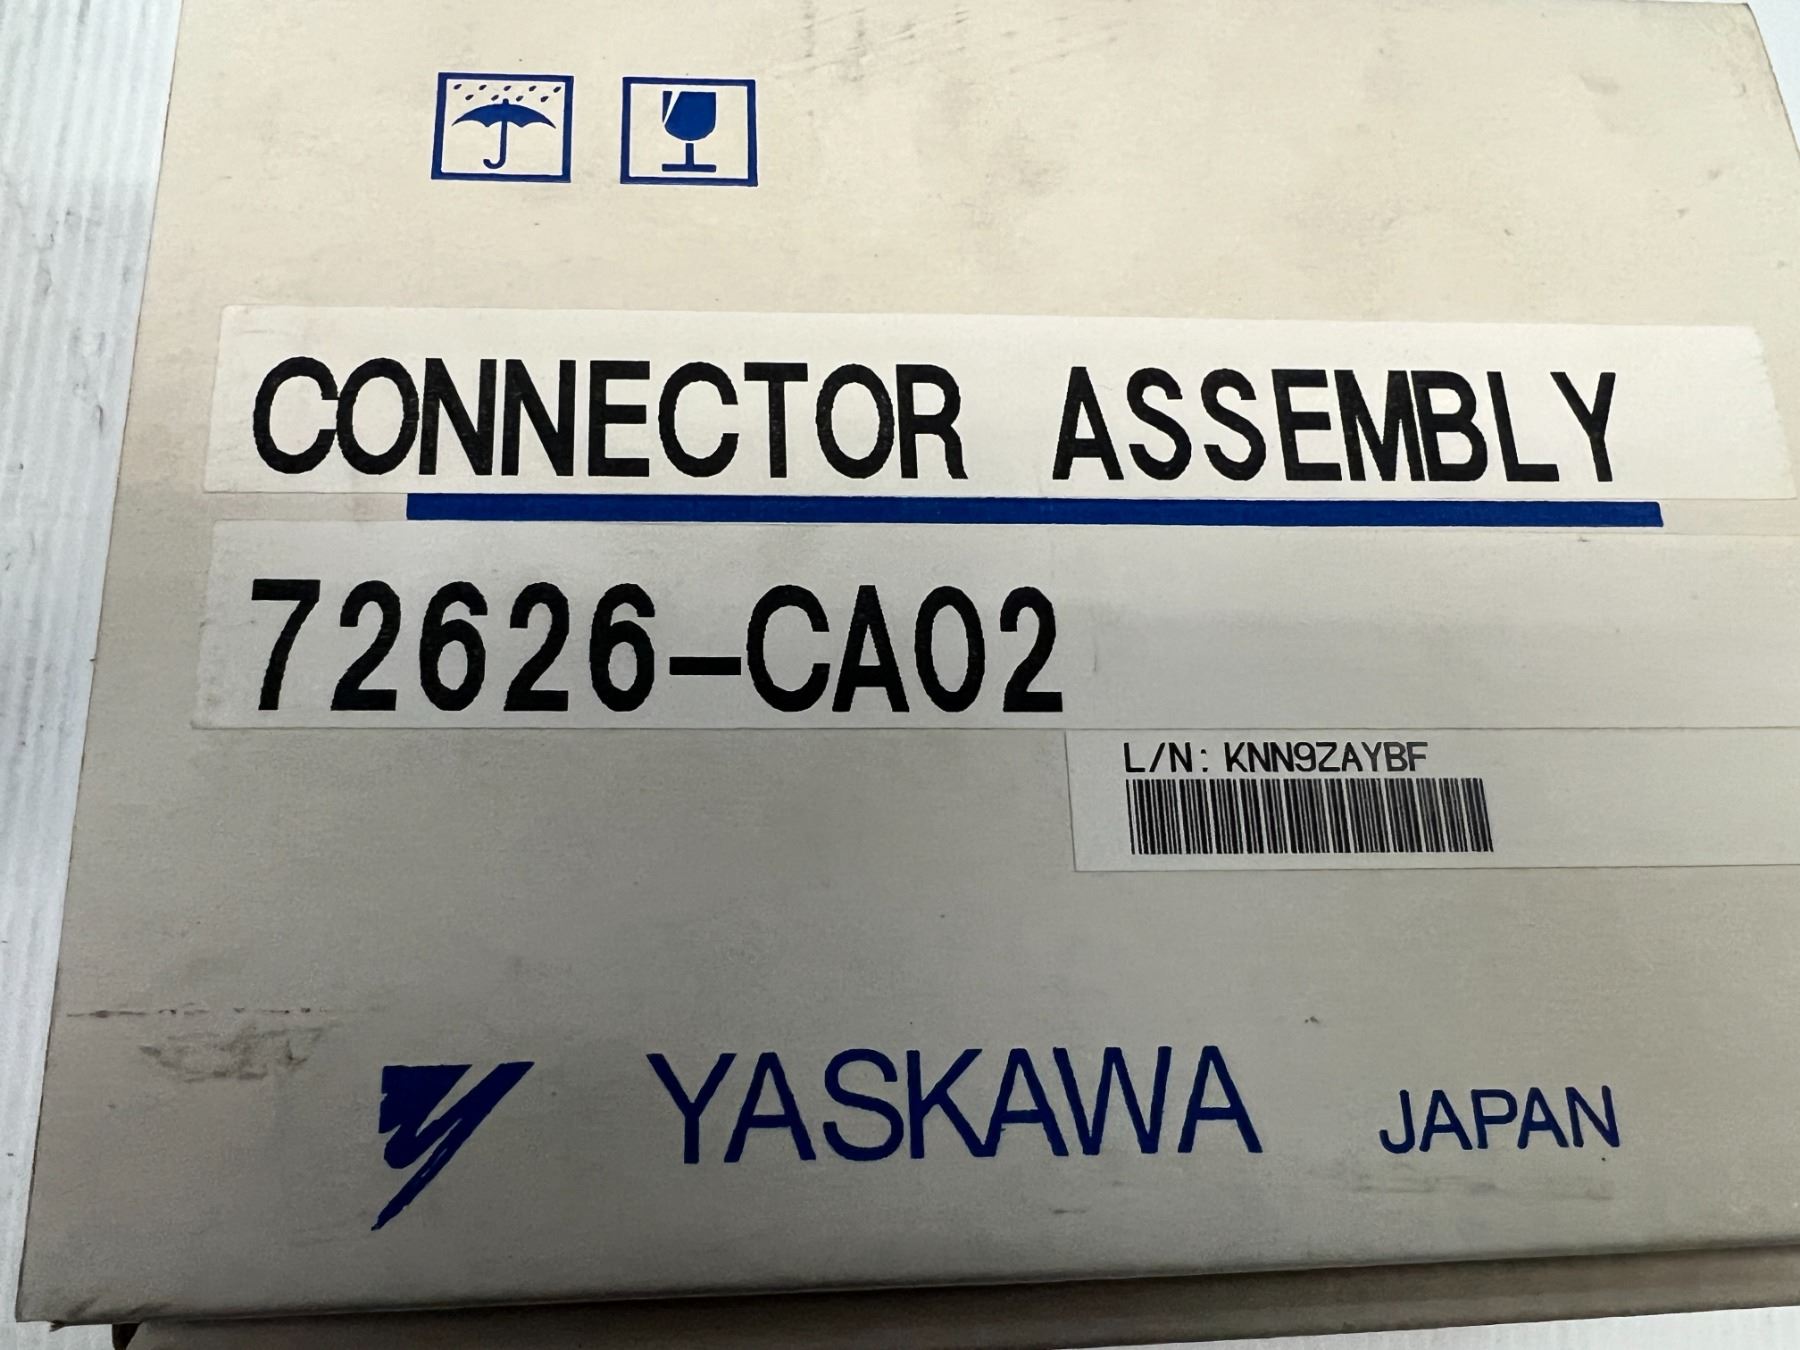 CONNECTOR ASSEMBLY
72626-CA02
L/N: KNN9ZAYBF
YASKAWA JAPAN